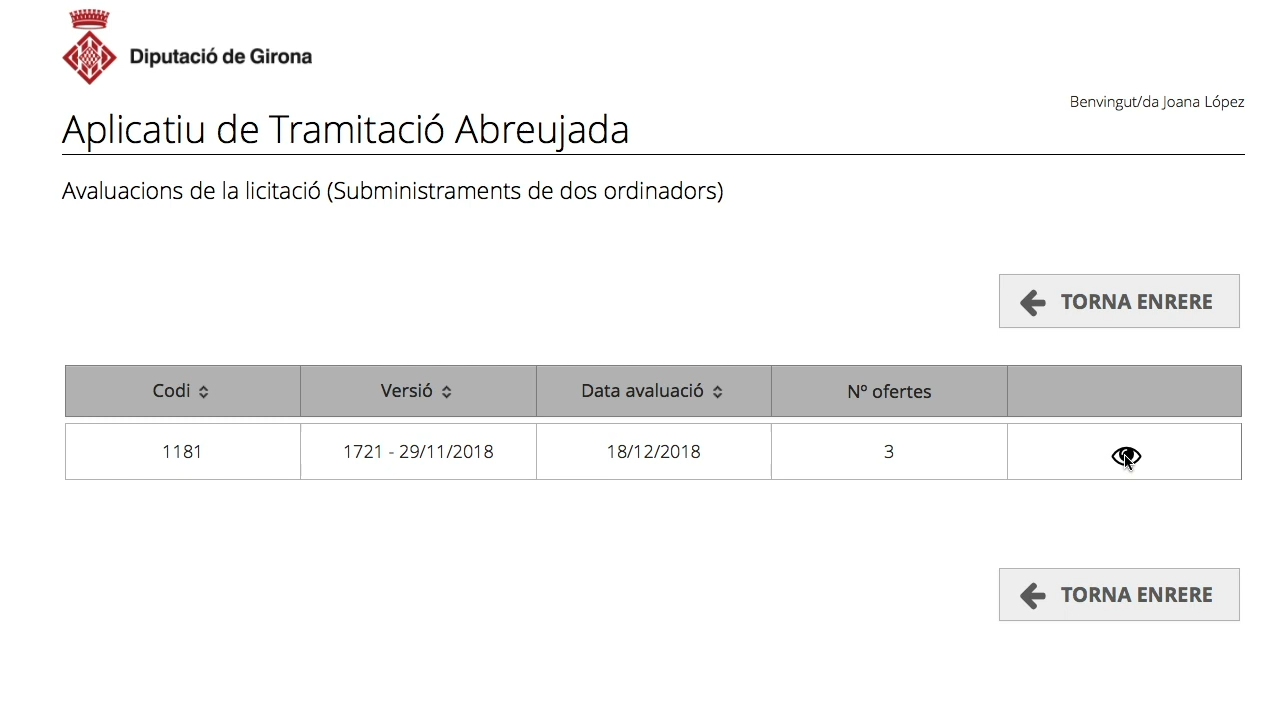 Diputació de Girona
Benvingut/da Joana López
Aplicatiu de Tramitació Abreujada
Avaluacions de la licitació (Subministraments de dos ordinadors)
TORNA ENRERE
Codi Versió Data avaluació Nº ofertes
1181 1721 - 29/11/2018 18/12/2018 3
TORNA ENRERE